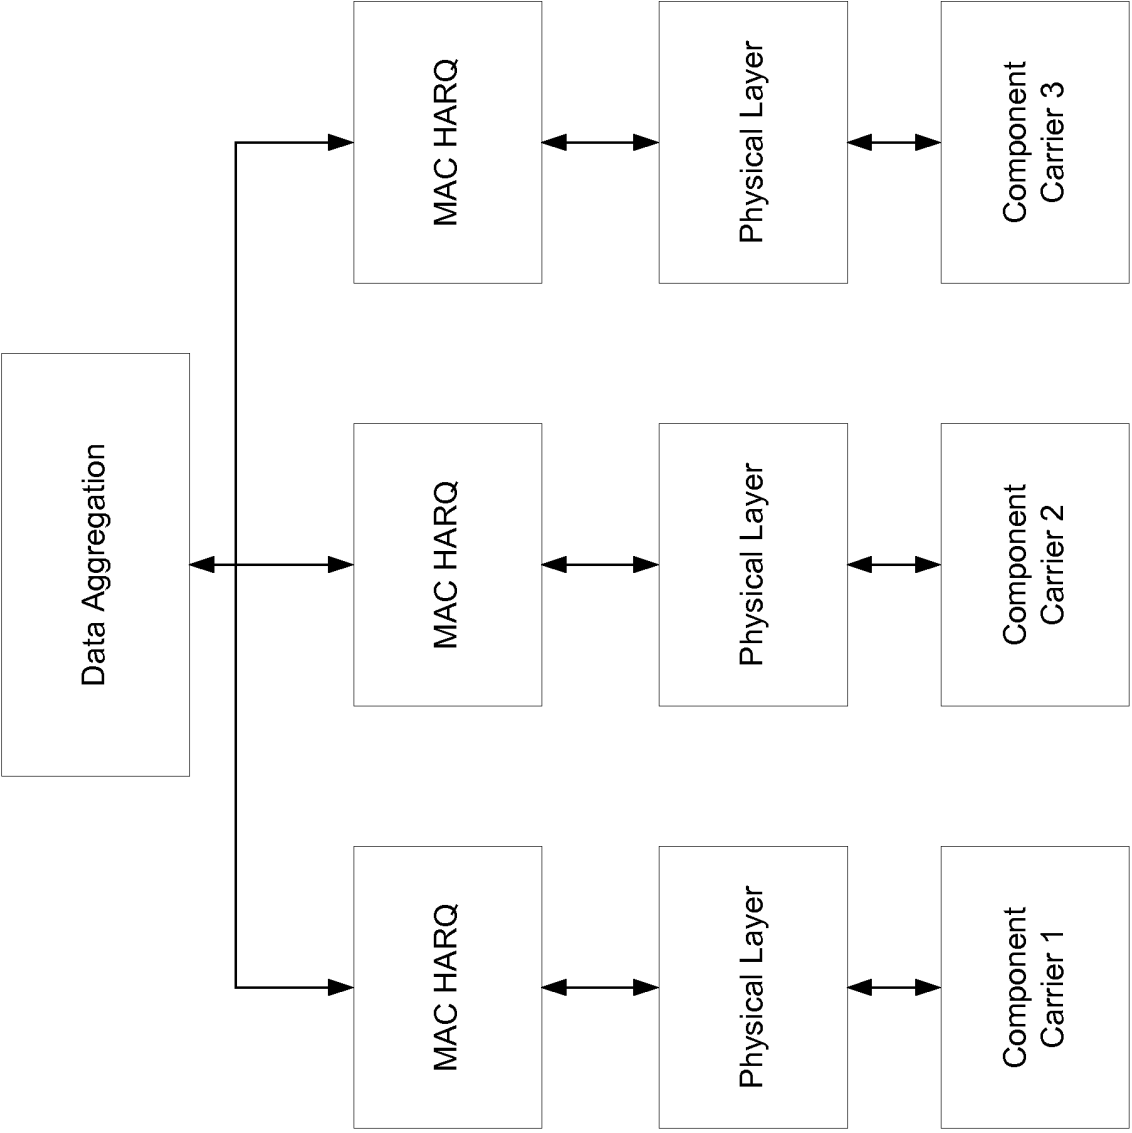 Data Aggregation
MAC HARQ
MAC HARQ
MAC HARQ
Physical Layer
Physical Layer
Physical Layer
Component
Carrier 1
Component
Carrier 2
Component
Carrier 3